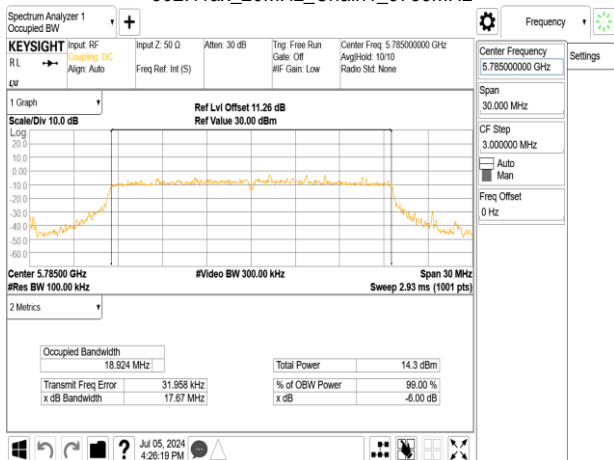 Spectrum Analyzer 1
Occupied BW
Frequency
KEYSIGHT
Input: RF
Coupling: DC
Align: Auto
Input Z: 50 Ω
Freq Ref: Int (S)
Atten: 30 dB
Trig: Free Run
Gate: Off
#IF Gain: Low
Center Freq: 5.785000000 GHz
Avg|Hold: 10/10
Radio Std: None
RL
LXI
Center Frequency
5.785000000 GHz
Settings
Span
30.000 MHz
CF Step
3.000000 MHz
Auto
Man
Freq Offset
0 Hz
1 Graph
Scale/Div 10.0 dB
Ref Lvl Offset 11.26 dB
Ref Value 30.00 dBm
Log
20.0
10.0
0.00
-10.0
-20.0
-30.0
-40.0
-50.0
-60.0
Center 5.78500 GHz
#Video BW 300.00 kHz
Span 30 MHz
#Res BW 100.00 kHz
Sweep 2.93 ms (1001 pts)
2 Metrics
Occupied Bandwidth
18.924 MHz
Total Power 14.3 dBm
Transmit Freq Error 31.958 kHz
% of OBW Power 99.00 %
x dB Bandwidth 17.67 MHz
x dB -6.00 dB
?
Jul 05, 2024
4:26:19 PM